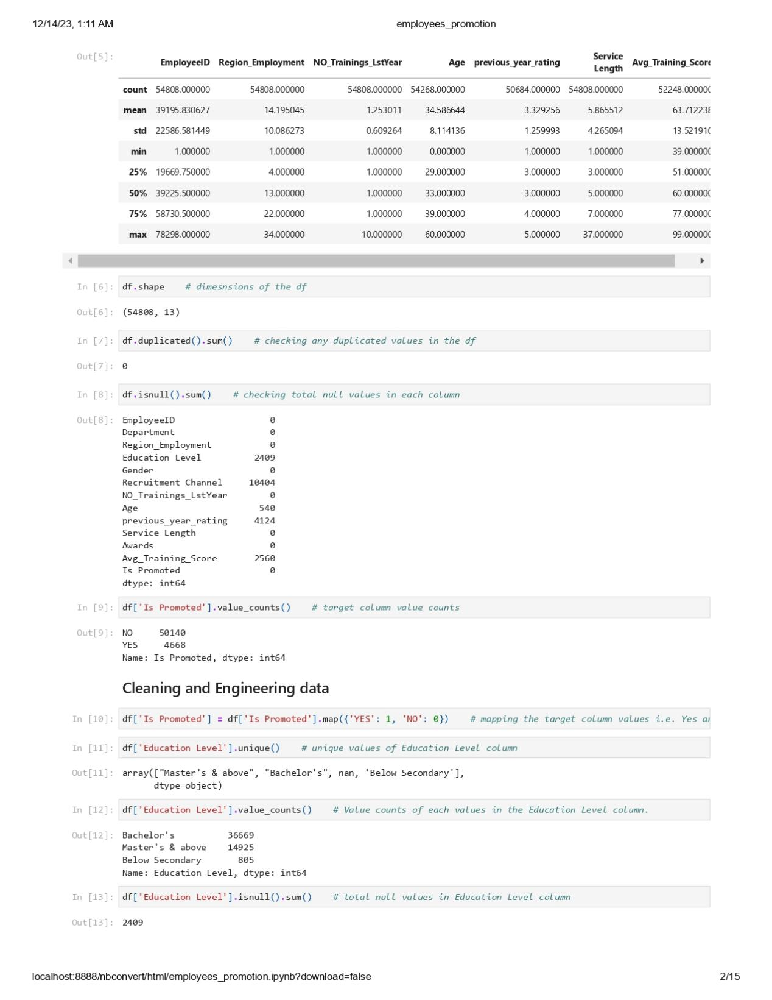 12/14/23, 1:11 AM employees_promotion
Out[5]:
EmployeeID Region_Employment NO_Trainings_LstYear Age previous_year_rating Service Length Avg_Training_Score
count 54808.000000 54808.000000 54808.000000 54268.000000 50684.000000 54808.000000 52248.000000
mean 39195.830627 14.195045 1.253011 34.586644 3.329256 5.865512 63.712238
std 22586.581449 10.086273 0.609264 8.114136 1.259993 4.265094 13.521910
min 1.000000 1.000000 1.000000 0.000000 1.000000 1.000000 39.000000
25% 19669.750000 4.000000 1.000000 29.000000 3.000000 3.000000 51.000000
50% 39225.500000 13.000000 1.000000 33.000000 3.000000 5.000000 60.000000
75% 58730.500000 22.000000 1.000000 39.000000 4.000000 7.000000 77.000000
max 78298.000000 34.000000 10.000000 60.000000 5.000000 37.000000 99.000000
In [6]: df.shape # dimesnsions of the df
Out[6]: (54808, 13)
In [7]: df.duplicated().sum() # checking any duplicated values in the df
Out[7]: 0
In [8]: df.isnull().sum() # checking total null values in each column
Out[8]: EmployeeID 0
Department 0
Region_Employment 0
Education Level 2409
Gender 0
Recruitment Channel 10404
NO_Trainings_LstYear 0
Age 540
previous_year_rating 4124
Service Length 0
Awards 0
Avg_Training_Score 2560
Is Promoted 0
dtype: int64
In [9]: df['Is Promoted'].value_counts() # target column value counts
Out[9]: NO 50140
YES 4668
Name: Is Promoted, dtype: int64
Cleaning and Engineering data
In [10]: df['Is Promoted'] = df['Is Promoted'].map({'YES': 1, 'NO': 0}) # mapping the target column values i.e. Yes an
In [11]: df['Education Level'].unique() # unique values of Education Level column
Out[11]: array(["Master's & above", "Bachelor's", nan, 'Below Secondary'],
dtype=object)
In [12]: df['Education Level'].value_counts() # Value counts of each values in the Education Level column.
Out[12]: Bachelor's 36669
Master's & above 14925
Below Secondary 805
Name: Education Level, dtype: int64
In [13]: df['Education Level'].isnull().sum() # total null values in Education Level column
Out[13]: 2409
localhost:8888/nbconvert/html/employees_promotion.ipynb?download=false 2/15